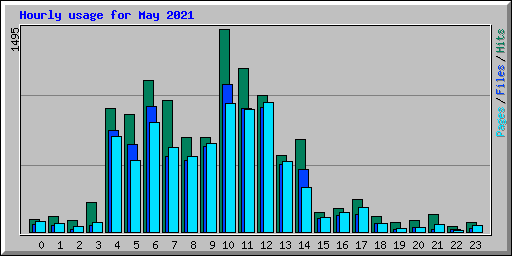 Hourly usage for May 2021
1495
Pages/Files/Hits
0 1 2 3 4 5 6 7 8 9 10 11 12 13 14 15 16 17 18 19 20 21 22 23